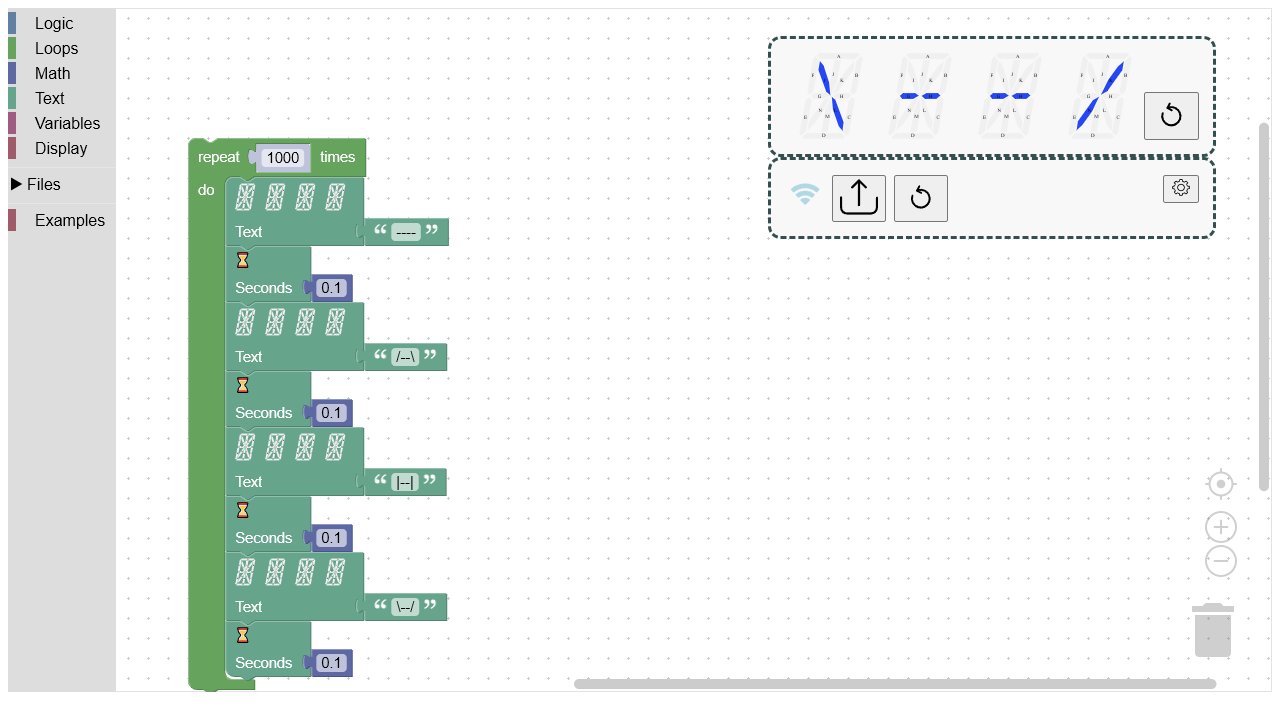 Logic
Loops
Math
Text
Variables
Display
Files
Examples
repeat 1000 times
do
Text “ ---- ”
Seconds 0.1
Text “ /--\ ”
Seconds 0.1
Text “ |--| ”
Seconds 0.1
Text “ \--/ ”
Seconds 0.1
\--/